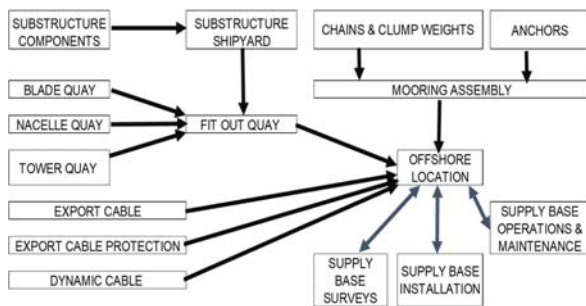 SUBSTRUCTURE
COMPONENTS
SUBSTRUCTURE
SHIPYARD
CHAINS & CLUMP WEIGHTS
ANCHORS
BLADE QUAY
MOORING ASSEMBLY
NACELLE QUAY
FIT OUT QUAY
TOWER QUAY
OFFSHORE
LOCATION
EXPORT CABLE
EXPORT CABLE PROTECTION
DYNAMIC CABLE
SUPPLY
BASE
SURVEYS
SUPPLY BASE
INSTALLATION
SUPPLY BASE
OPERATIONS &
MAINTENANCE